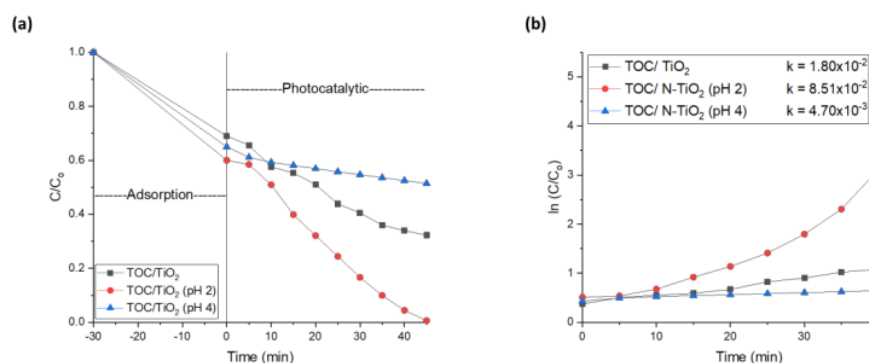 (a)
C/C₀
1.0
0.8
0.6
0.4
0.2
0.0
Photocatalytic
Adsorption
TOC/TiO₂
TOC/TiO₂ (pH 2)
TOC/TiO₂ (pH 4)
-30 -20 -10 0 10 20 30 40
Time (min)
(b)
ln (C/C₀)
5
4
3
2
1
0
TOC/ TiO₂ k = 1.80x10⁻²
TOC/ N-TiO₂ (pH 2) k = 8.51x10⁻²
TOC/ N-TiO₂ (pH 4) k = 4.70x10⁻³
0 10 20 30
Time (min)